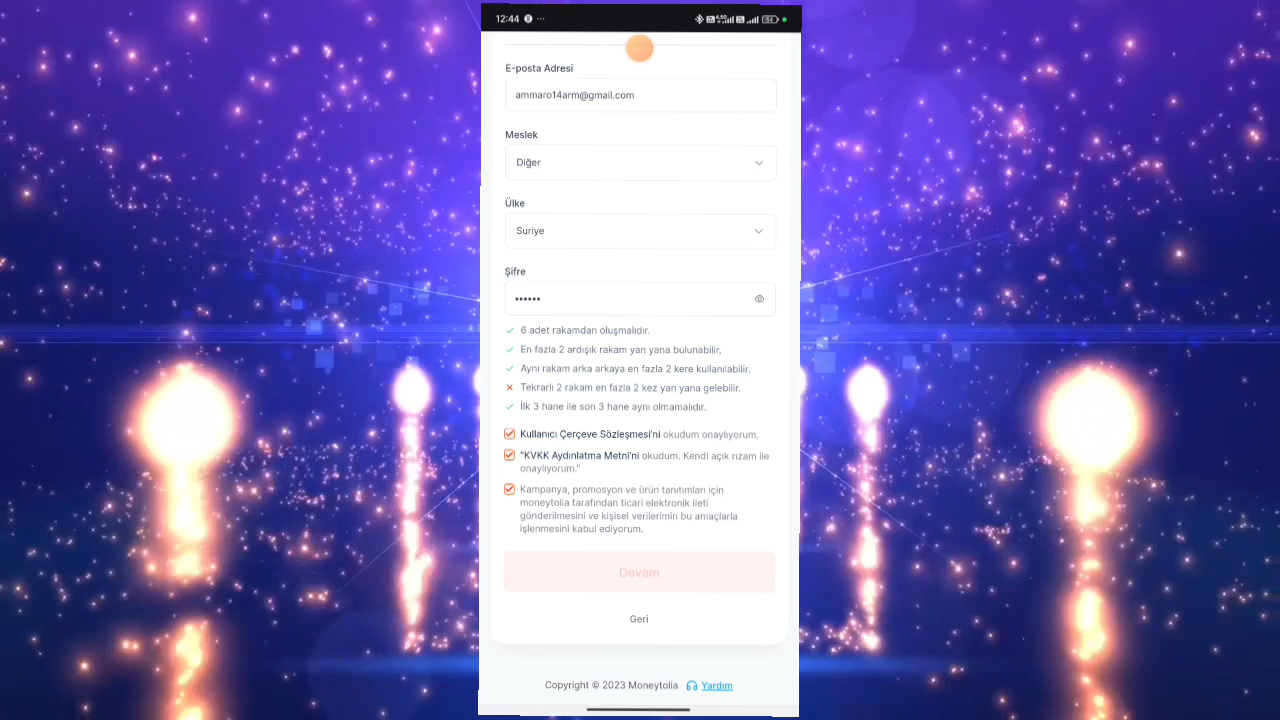 12:44
E-posta Adresi
ammaro14arm@gmail.com
Meslek
Diğer
Ülke
Suriye
Şifre
••••••
6 adet rakamdan oluşmalıdır.
En fazla 2 ardışık rakam yan yana bulunabilir.
Aynı rakam arka arkaya en fazla 2 kere kullanılabilir.
Tekrarlı 2 rakam en fazla 2 kez yan yana gelebilir.
İlk 3 hane ile son 3 hane aynı olmamalıdır.
Kullanıcı Çerçeve Sözleşmesi'ni okudum onaylıyorum.
"KVKK Aydınlatma Metni'ni okudum. Kendi açık rızam ile
onaylıyorum."
Kampanya, promosyon ve ürün tanıtımları için
moneytolia tarafından ticari elektronik ileti
gönderilmesini ve kişisel verilerimin bu amaçlarla
işlenmesini kabul ediyorum.
Devam
Geri
Copyright © 2023 Moneytolia Yardım